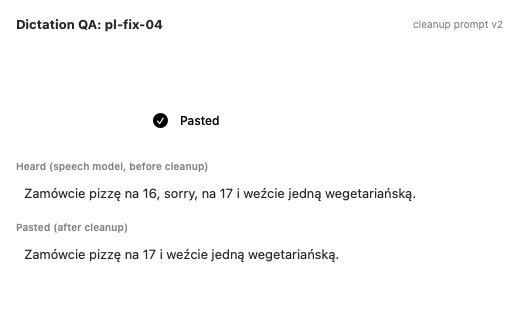 Dictation QA: pl-fix-04
cleanup prompt v2
Pasted
Heard (speech model, before cleanup)
Zamówcie pizzę na 16, sorry, na 17 i weźcie jedną wegetariańską.
Pasted (after cleanup)
Zamówcie pizzę na 17 i weźcie jedną wegetariańską.